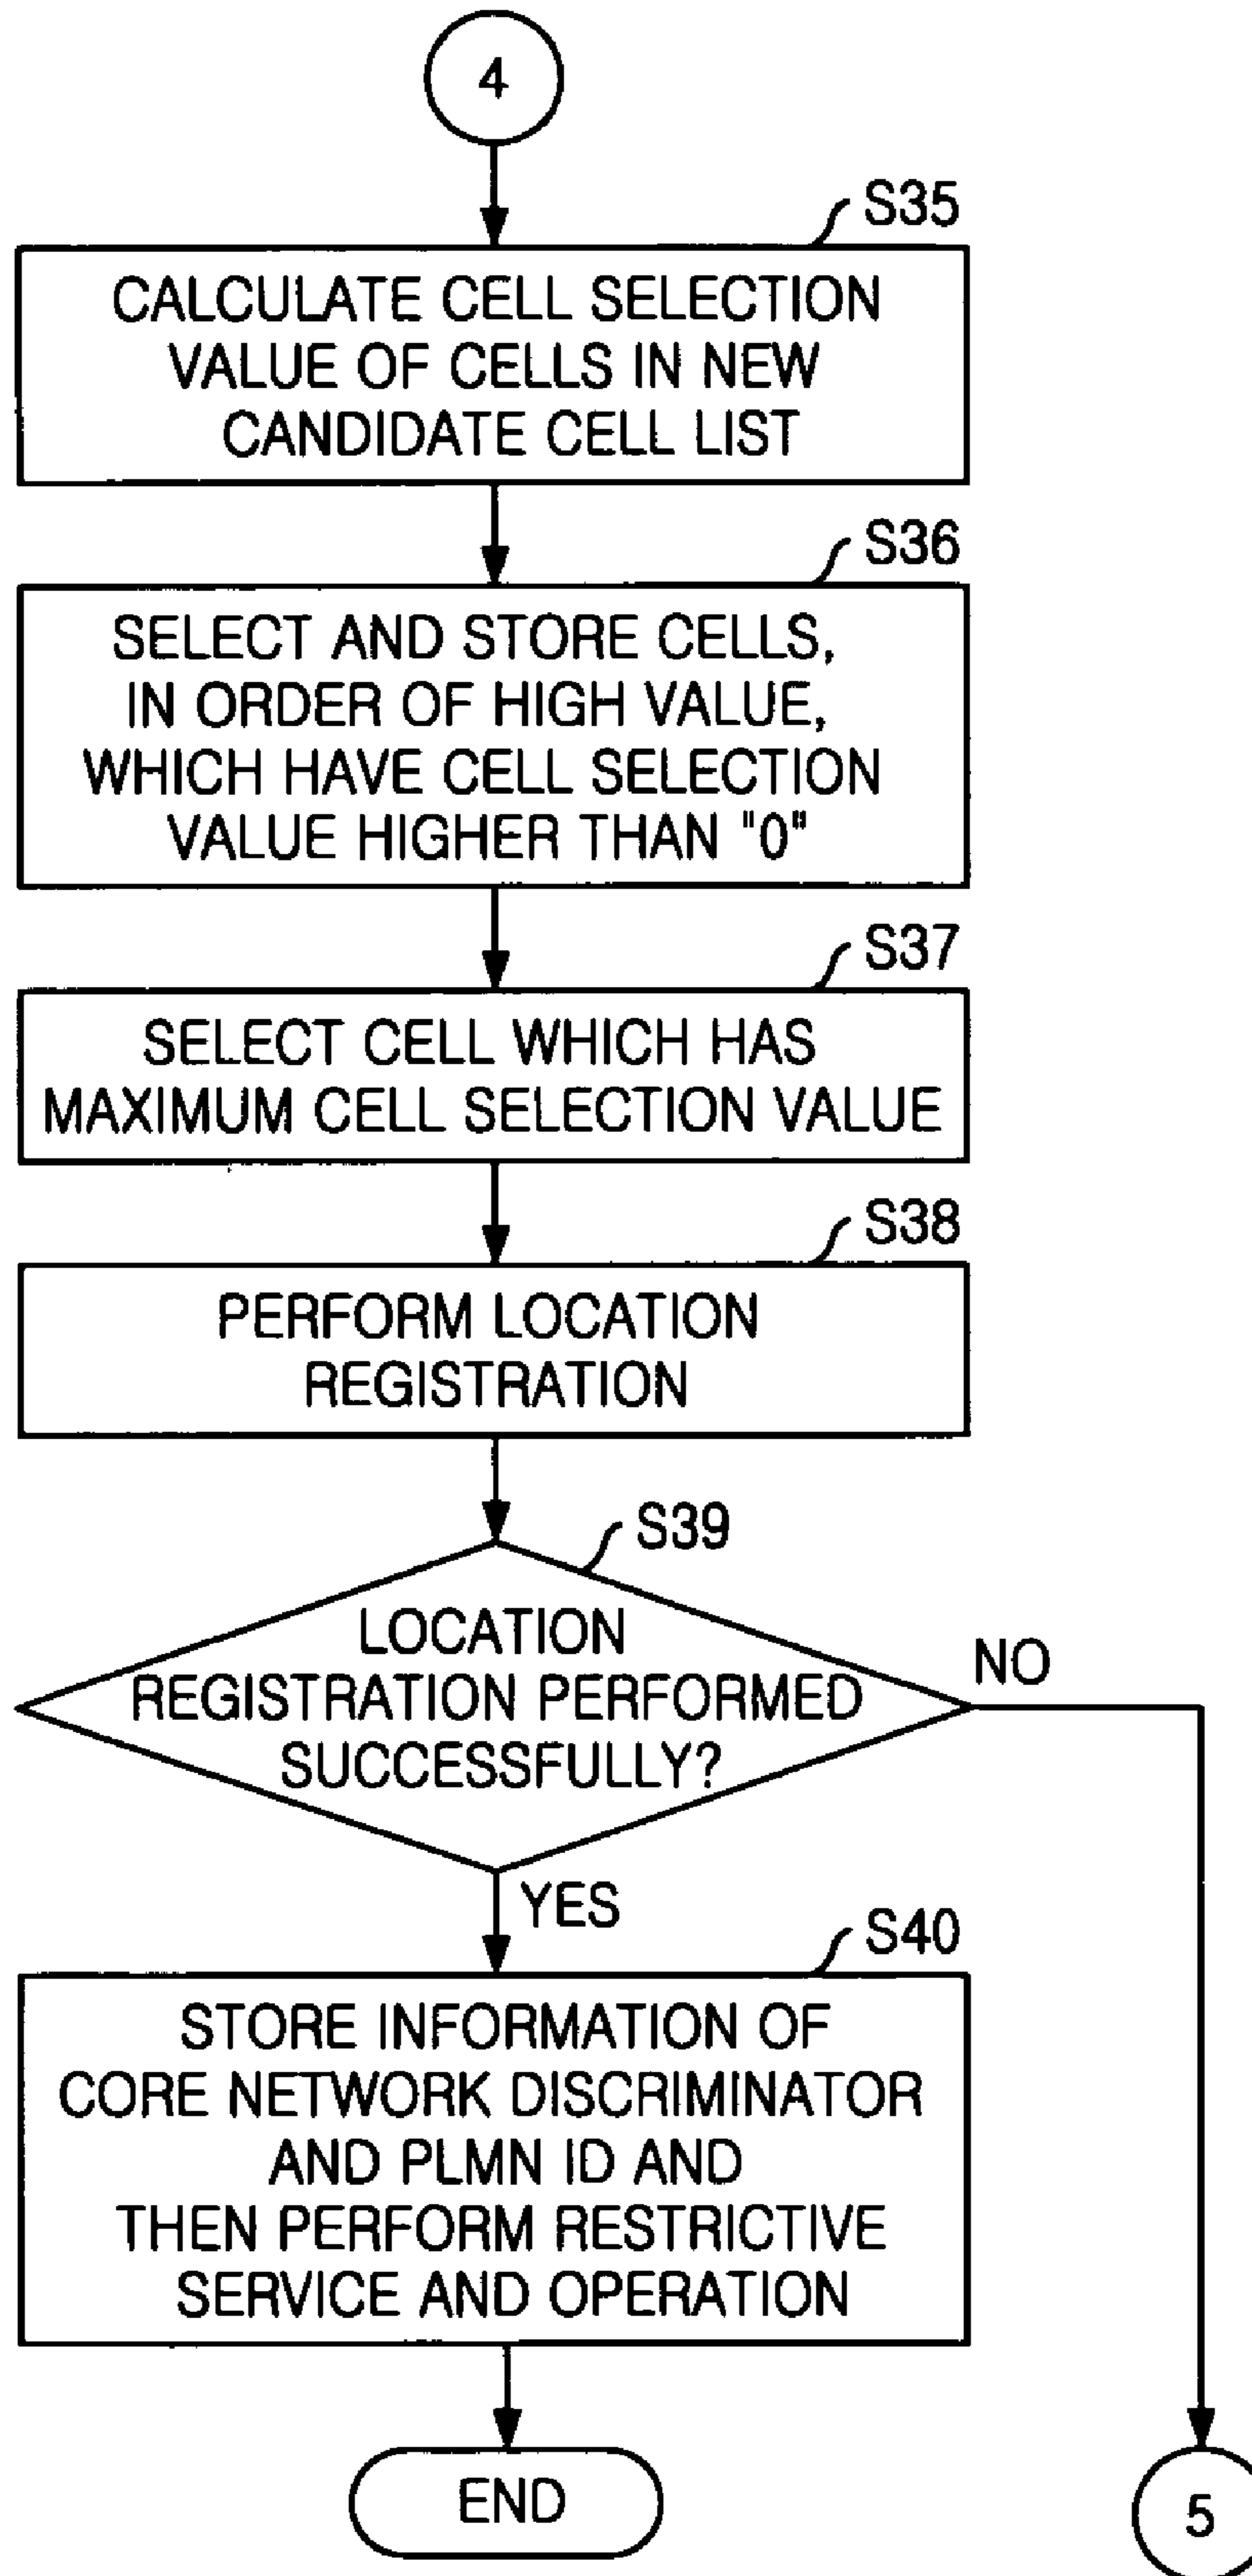 4
S35
CALCULATE CELL SELECTION
VALUE OF CELLS IN NEW
CANDIDATE CELL LIST
S36
SELECT AND STORE CELLS,
IN ORDER OF HIGH VALUE,
WHICH HAVE CELL SELECTION
VALUE HIGHER THAN "0"
S37
SELECT CELL WHICH HAS
MAXIMUM CELL SELECTION VALUE
S38
PERFORM LOCATION
REGISTRATION
S39
LOCATION
REGISTRATION PERFORMED
SUCCESSFULLY?
NO
YES
S40
STORE INFORMATION OF
CORE NETWORK DISCRIMINATOR
AND PLMN ID AND
THEN PERFORM RESTRICTIVE
SERVICE AND OPERATION
END
5